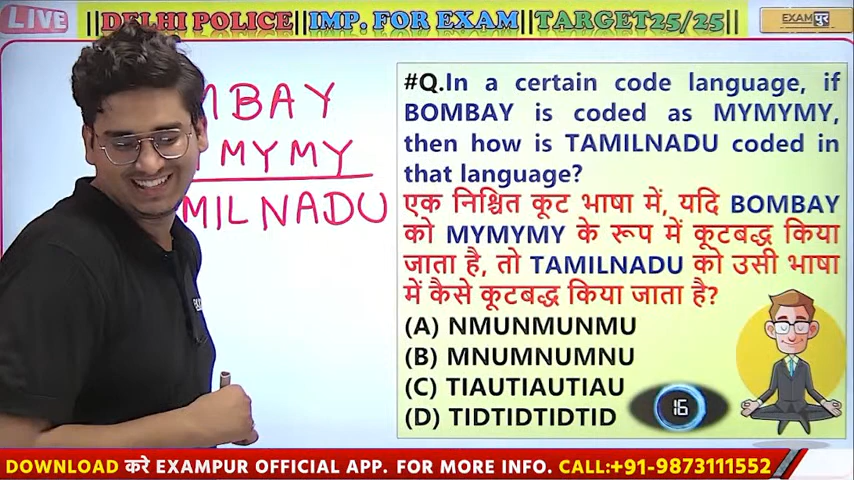 LIVE ||DELHI POLICE||IMP. FOR EXAM||TARGET25/25|| EXAMपुर
MBAY
MYMY
MILNADU
#Q.In a certain code language, if
BOMBAY is coded as MYMYMY,
then how is TAMILNADU coded in
that language?
एक निश्चित कूट भाषा में, यदि BOMBAY
को MYMYMY के रूप में कूटबद्ध किया
जाता है, तो TAMILNADU को उसी भाषा
में कैसे कूटबद्ध किया जाता है?
(A) NMUNMUNMU
(B) MNUMNUMNU
(C) TIAUTIAUTIAU
(D) TIDTIDTIDTID
16
DOWNLOAD करे EXAMPUR OFFICIAL APP. FOR MORE INFO. CALL:+91-9873111552